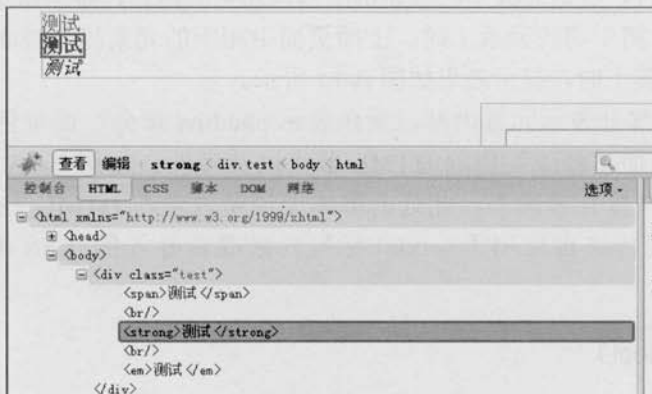 测试
测试
测试
查看 编辑 strong < div.test < body < html
控制台 HTML CSS 脚本 DOM 网络 选项
<html xmlns="http://www.w3.org/1999/xhtml">
<head>
<body>
<div class="test">
<span>测试</span>
<br/>
<strong>测试</strong>
<br/>
<em>测试</em>
</div>